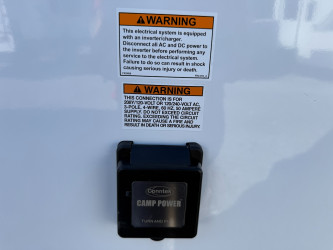 WARNING
This electrical system is equipped
with an inverter/charger.
Disconnect all AC and DC power to
the inverter before performing any
service to the electrical system.
Failure to do so can result in shock
causing serious injury or death.
WARNING
THIS CONNECTION IS FOR
208Y/120-VOLT OR 120/240-VOLT AC,
3-POLE, 4-WIRE, 60 HZ, 50 AMPERE
SUPPLY. DO NOT EXCEED CIRCUIT
RATING. EXCEEDING THE CIRCUIT
RATING MAY CAUSE A FIRE AND
RESULT IN DEATH OR SERIOUS INJURY.
CAMP POWER